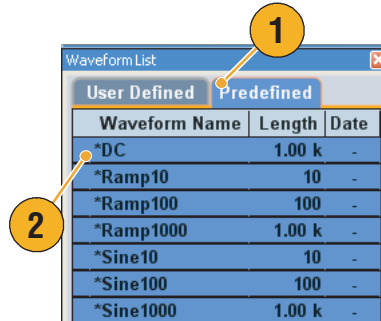 1
Waveform List
User Defined Predefined
Waveform Name Length Date
*DC 1.00 k -
*Ramp10 10 -
*Ramp100 100 -
*Ramp1000 1.00 k -
2
*Sine10 10 -
*Sine100 100 -
*Sine1000 1.00 k -